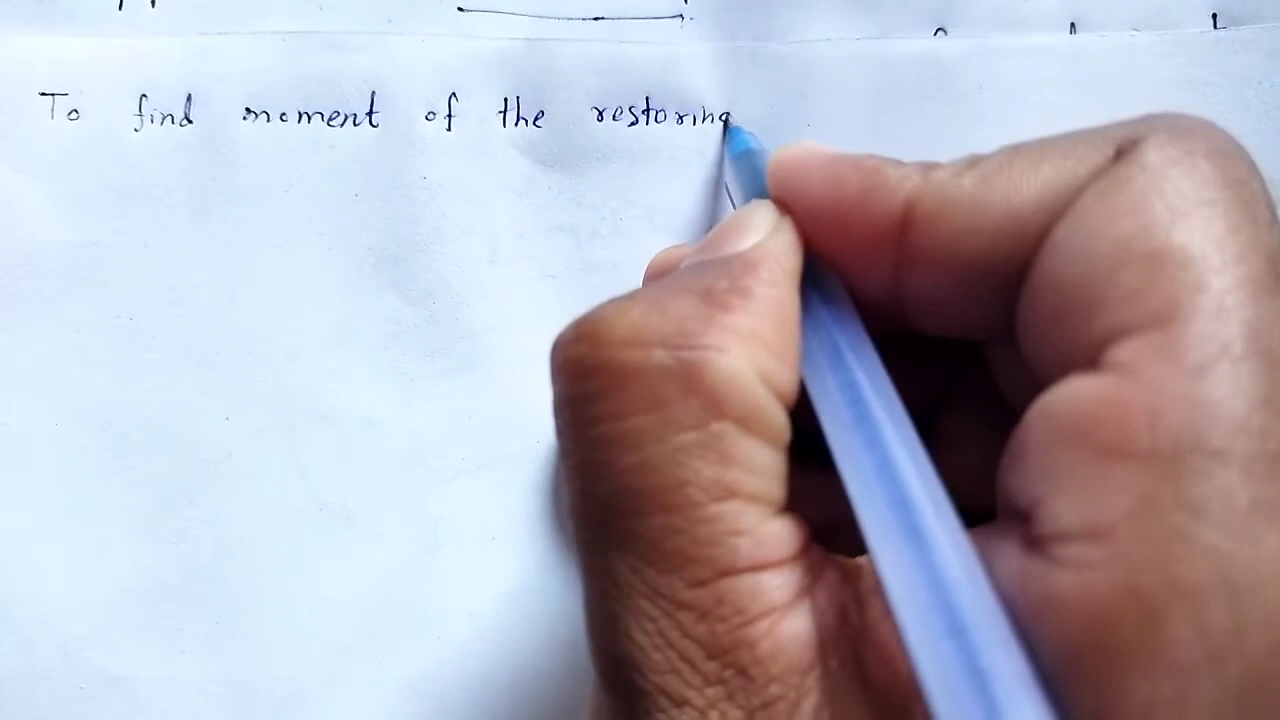 To find moment of the restoring